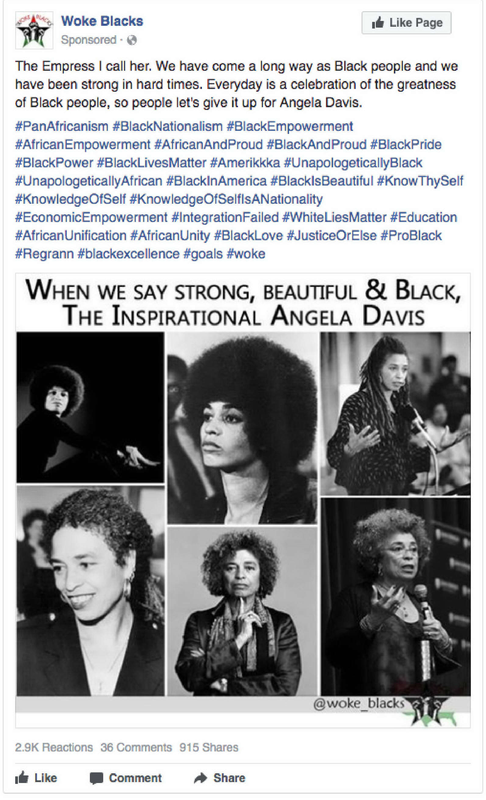 Woke Blacks
Sponsored ·
Like Page
The Empress I call her. We have come a long way as Black people and we
have been strong in hard times. Everyday is a celebration of the greatness
of Black people, so people let's give it up for Angela Davis.
#PanAfricanism #BlackNationalism #BlackEmpowerment
#AfricanEmpowerment #AfricanAndProud #BlackAndProud #BlackPride
#BlackPower #BlackLivesMatter #Amerikkka #UnapologeticallyBlack
#UnapologeticallyAfrican #BlackInAmerica #BlackIsBeautiful #KnowThySelf
#KnowledgeOfSelf #KnowledgeOfSelfIsANationality
#EconomicEmpowerment #IntegrationFailed #WhiteLiesMatter #Education
#AfricanUnification #AfricanUnity #BlackLove #JusticeOrElse #ProBlack
#Regrann #blackexcellence #goals #woke
WHEN WE SAY STRONG, BEAUTIFUL & BLACK,
THE INSPIRATIONAL ANGELA DAVIS
@woke_blacks
2.9K Reactions 36 Comments 915 Shares
Like Comment Share